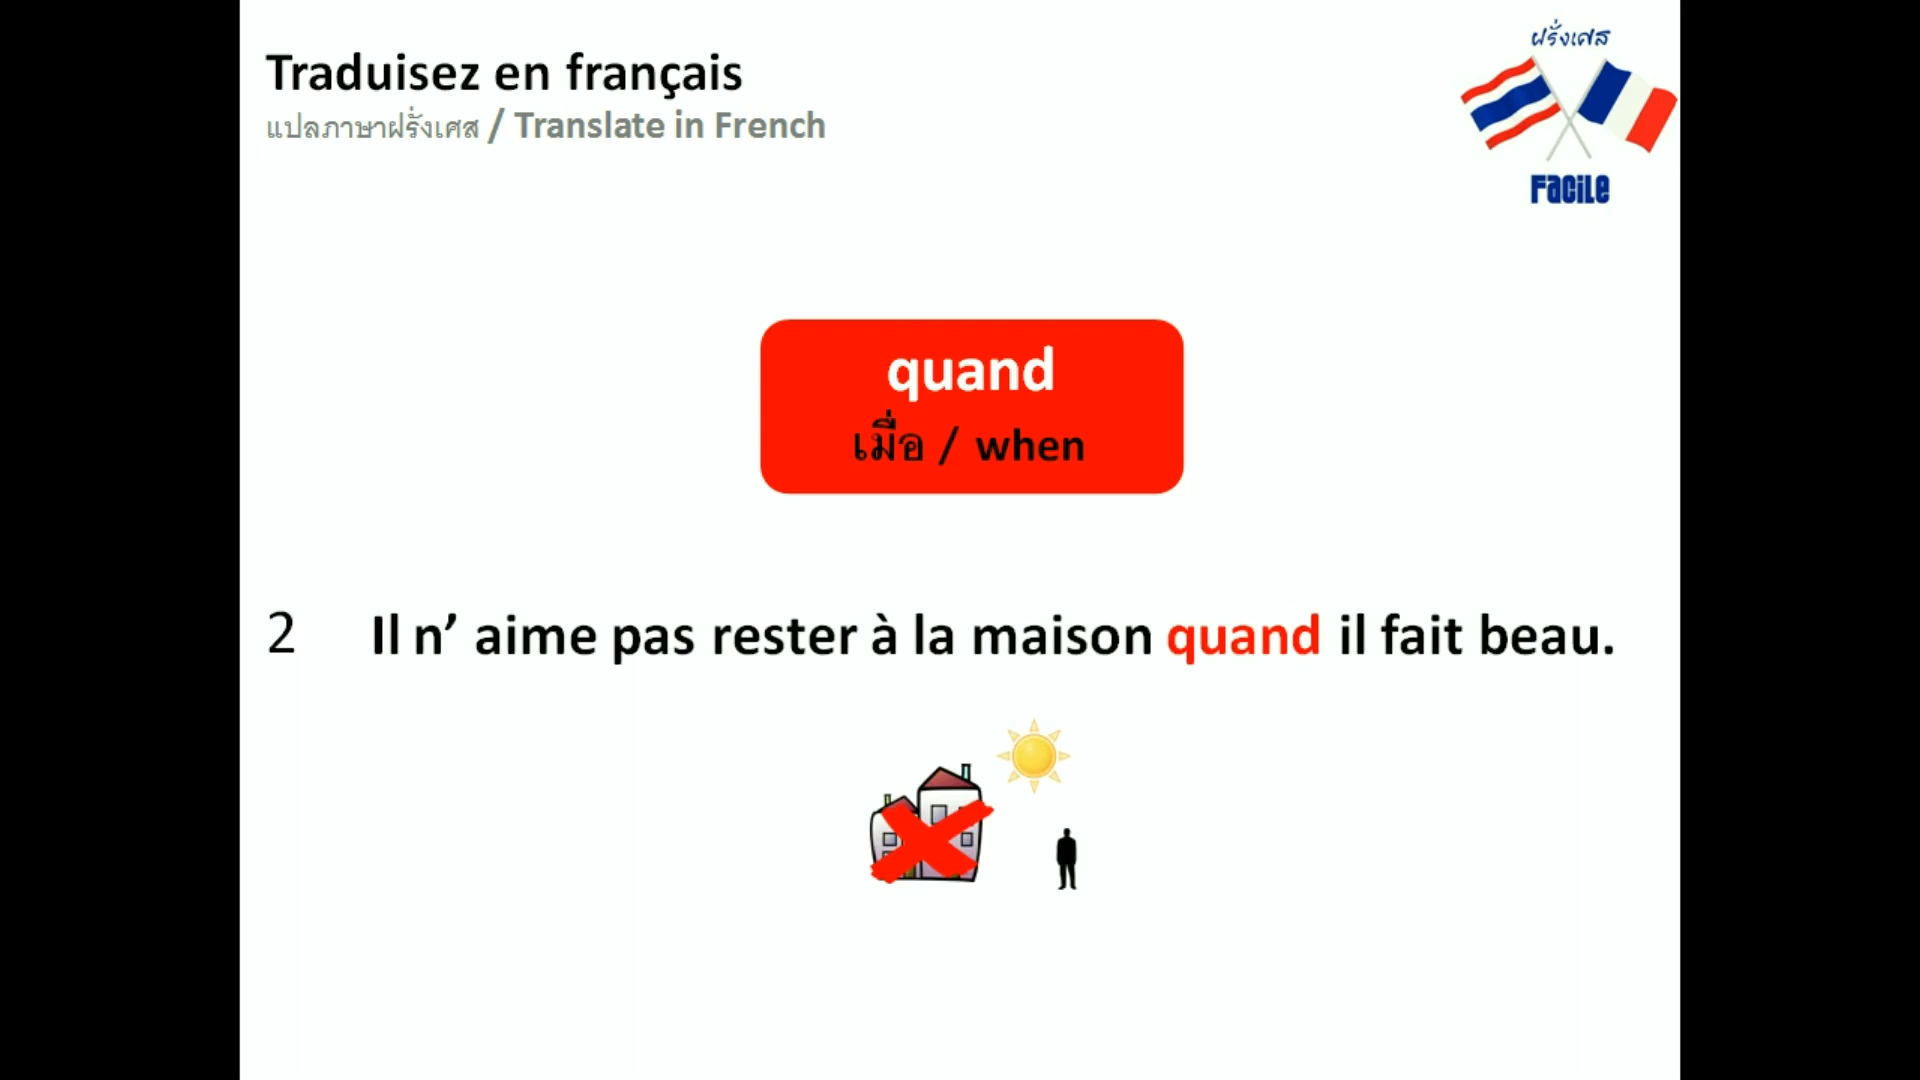 Traduisez en français
แปลภาษาฝรั่งเศส / Translate in French
ฝรั่งเศส
FaCiLe
quand
เมื่อ / when
2 Il n’ aime pas rester à la maison quand il fait beau.